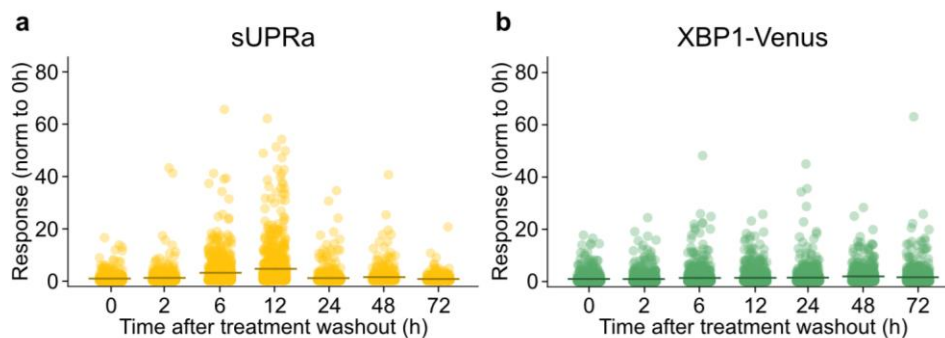 a
sUPRa
Response (norm to 0h)
80
60
40
20
0
0 2 6 12 24 48 72
Time after treatment washout (h)
b
XBP1-Venus
Response (norm to 0h)
80
60
40
20
0
0 2 6 12 24 48 72
Time after treatment washout (h)